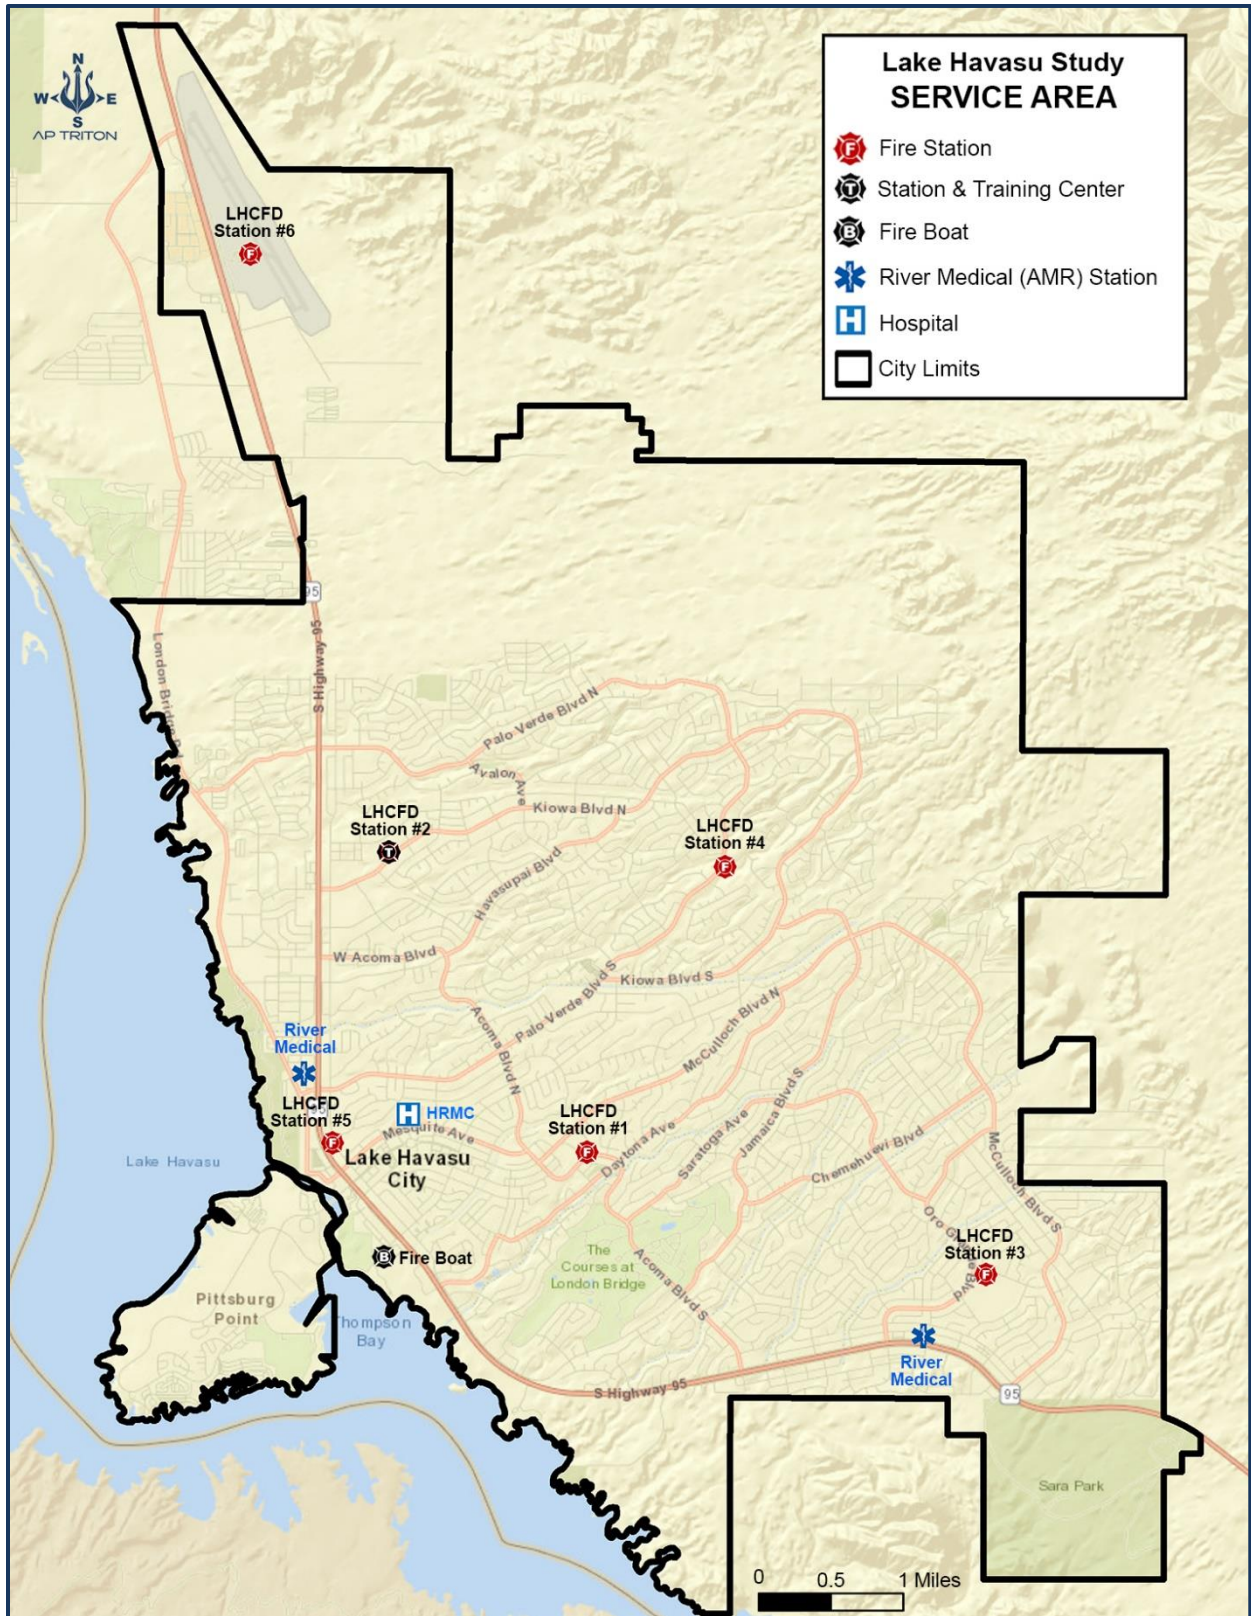 N
W E
S
AP TRITON
Lake Havasu Study
SERVICE AREA
F Fire Station
T Station & Training Center
B Fire Boat
River Medical (AMR) Station
H Hospital
City Limits
LHCFD
Station #6
F
95
S Highway 95
London Bridge Rd
Palo Verde Blvd N
Avalon Ave
Kiowa Blvd N
LHCFD
Station #2
T
LHCFD
Station #4
F
Havasupai Blvd
W Acoma Blvd
Kiowa Blvd S
Palo Verde Blvd S
Acoma Blvd N
McCulloch Blvd N
River
Medical
LHCFD
Station #5
95
F
H HRMC
Mesquite Ave
LHCFD
Station #1
F
Lake Havasu
City
Daytona Ave
Saratoga Ave
Jamaica Blvd S
Chemehuevi Blvd
McCulloch Blvd S
Lake Havasu
Oro Grande Blvd
LHCFD
Station #3
F
B Fire Boat
The
Courses at
London Bridge
Acoma Blvd S
Pittsburg
Point
Thompson
Bay
River
Medical
S Highway 95
95
Sara Park
0 0.5 1 Miles